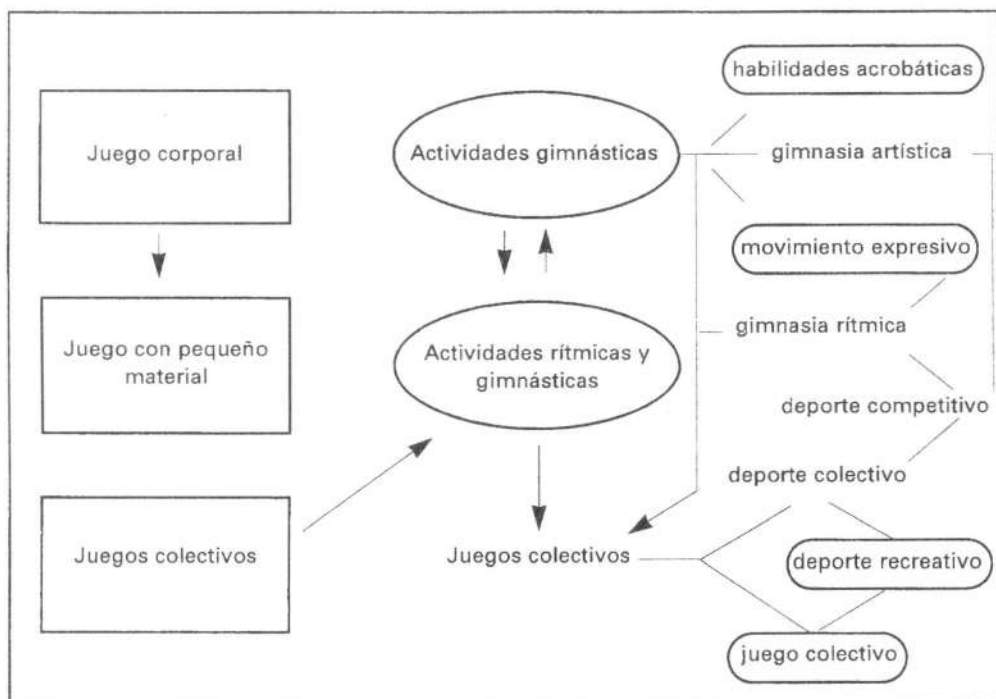 habilidades acrobáticas
Juego corporal
Actividades gimnásticas
gimnasia artística
movimiento expresivo
Juego con pequeño
material
Actividades rítmicas y
gimnásticas
gimnasia rítmica
deporte competitivo
deporte colectivo
Juegos colectivos
Juegos colectivos
deporte recreativo
juego colectivo